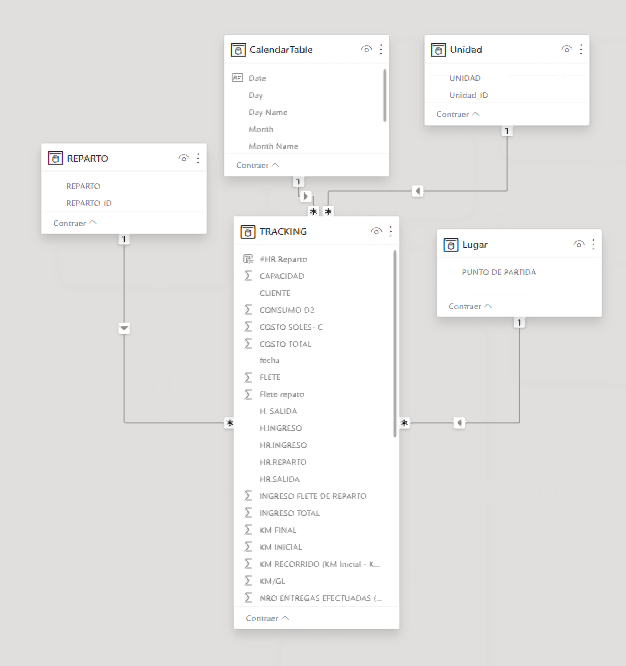 CalendarTable
Date
Day
Day Name
Month
Month Name
Contraer
Unidad
UNIDAD
Unidad_ID
Contraer
REPARTO
REPARTO
REPARTO_ID
Contraer
1
1
1
*
*
TRACKING
#HR Reparto
CAPACIDAD
CLIENTE
CONSUMO D2
COSTO SOLES - C
COSTO TOTAL
fecha
FLETE
Flete repato
H. SALIDA
H.INGRESO
HR.INGRESO
HR.REPARTO
HR.SALIDA
INGRESO FLETE DE REPARTO
INGRESO TOTAL
KM FINAL
KM INICIAL
KM RECORRIDO (KM Inicial - K...
KM/GL
NRO ENTREGAS EFECTUADAS (...
Contraer
Lugar
PUNTO DE PARTIDA
Contraer
1
*
*